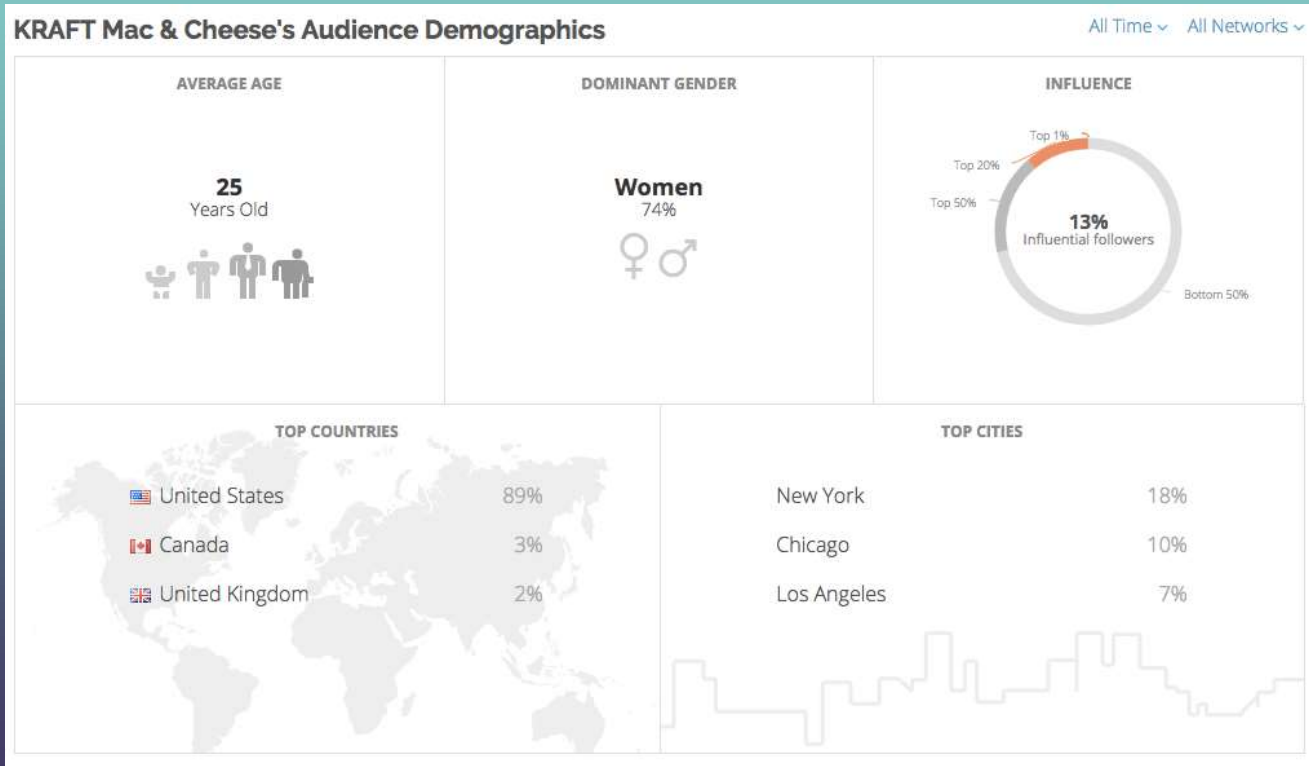 KRAFT Mac & Cheese's Audience Demographics
All Time All Networks
AVERAGE AGE
25
Years Old
DOMINANT GENDER
Women
74%
INFLUENCE
Top 1%
Top 20%
Top 50%
13%
Influential followers
Bottom 50%
TOP COUNTRIES
United States 89%
Canada 3%
United Kingdom 2%
TOP CITIES
New York 18%
Chicago 10%
Los Angeles 7%